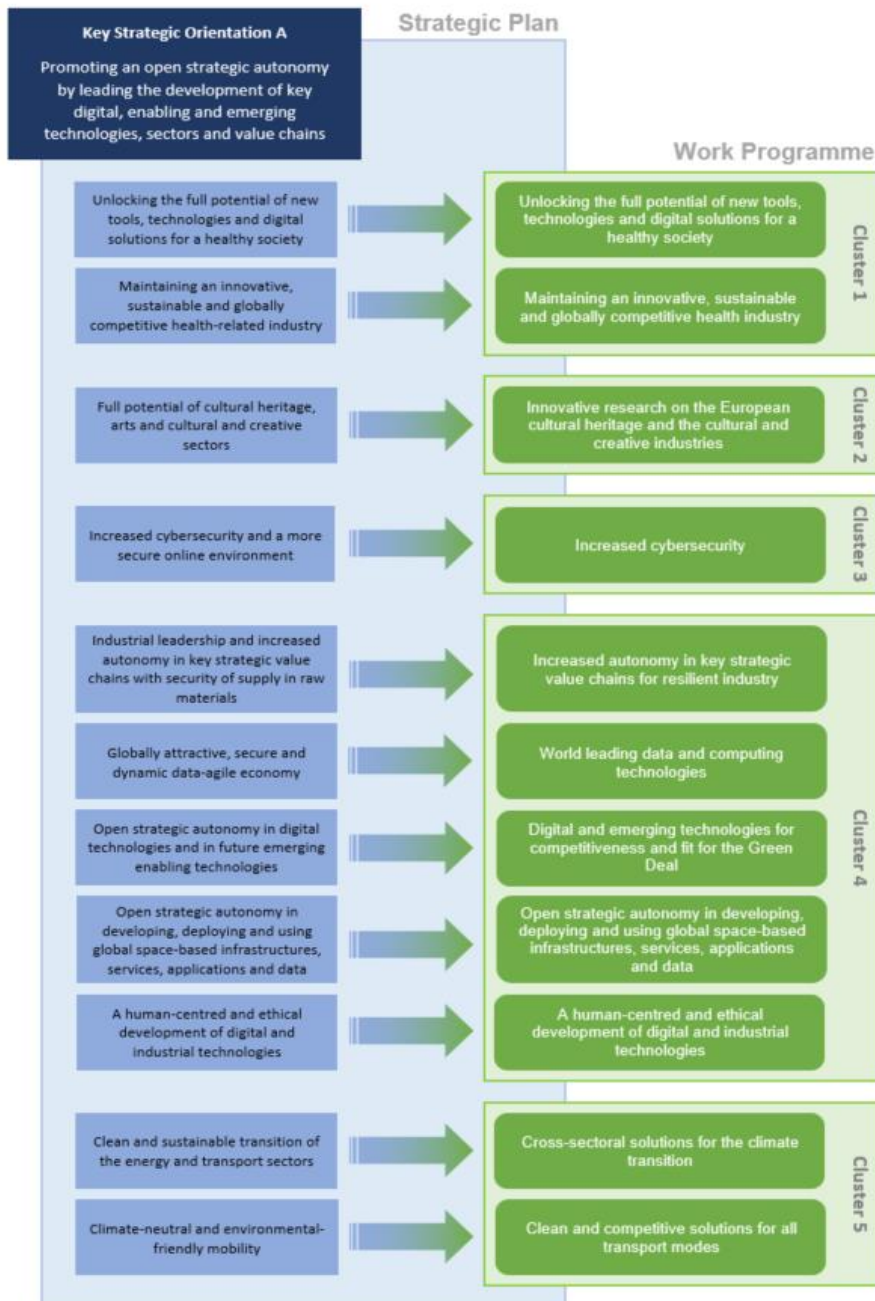 Strategic Plan
Key Strategic Orientation A
Promoting an open strategic autonomy
by leading the development of key
digital, enabling and emerging
technologies, sectors and value chains
Work Programme
Unlocking the full potential of new
tools, technologies and digital
solutions for a healthy society
Unlocking the full potential of new tools,
technologies and digital solutions for a
healthy society
Maintaining an innovative,
sustainable and globally
competitive health-related industry
Maintaining an innovative, sustainable
and globally competitive health industry
Cluster 1
Full potential of cultural heritage,
arts and cultural and creative
sectors
Innovative research on the European
cultural heritage and the cultural and
creative industries
Cluster 2
Increased cybersecurity and a more
secure online environment
Increased cybersecurity
Cluster 3
Industrial leadership and increased
autonomy in key strategic value
chains with security of supply in raw
materials
Increased autonomy in key strategic
value chains for resilient industry
Globally attractive, secure and
dynamic data-agile economy
World leading data and computing
technologies
Open strategic autonomy in digital
technologies and in future emerging
enabling technologies
Digital and emerging technologies for
competitiveness and fit for the Green
Deal
Open strategic autonomy in
developing, deploying and using
global space-based infrastructures,
services, applications and data
Open strategic autonomy in developing,
deploying and using global space-based
infrastructures, services, applications
and data
A human-centred and ethical
development of digital and
industrial technologies
A human-centred and ethical
development of digital and industrial
technologies
Cluster 4
Clean and sustainable transition of
the energy and transport sectors
Cross-sectoral solutions for the climate
transition
Climate-neutral and environmental-
friendly mobility
Clean and competitive solutions for all
transport modes
Cluster 5